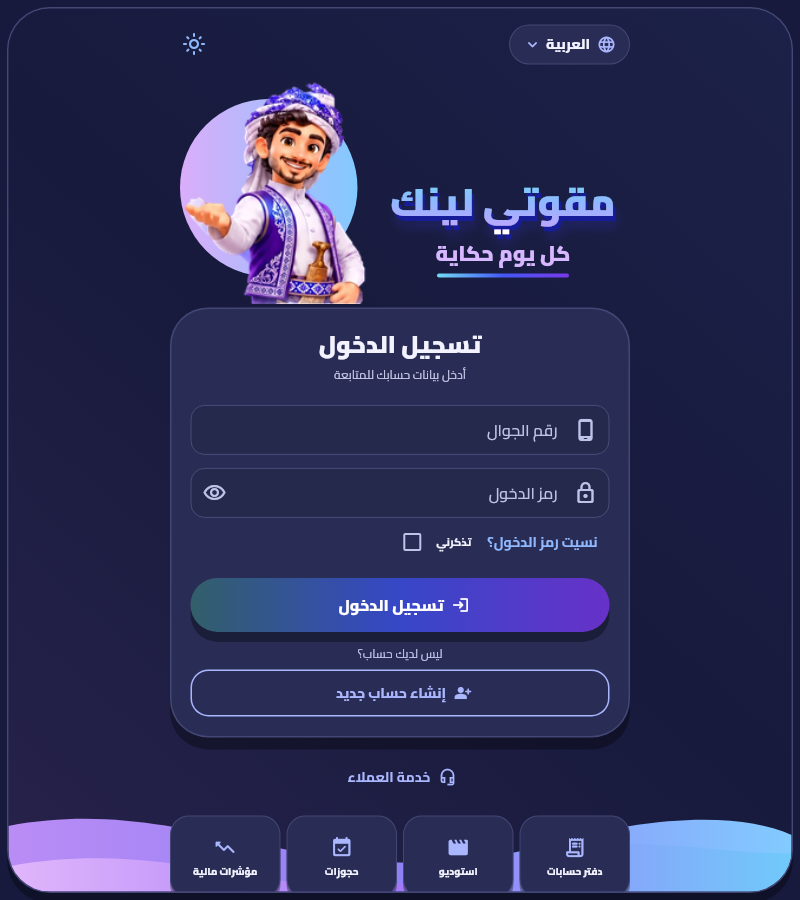 العربية
مقوتي لينك
كل يوم حكاية
تسجيل الدخول
أدخل بيانات حسابك للمتابعة
رقم الجوال
رمز الدخول
نسيت رمز الدخول؟
تذكرني
تسجيل الدخول
ليس لديك حساب؟
إنشاء حساب جديد
خدمة العملاء
دفتر حسابات
استوديو
حجوزات
مؤشرات مالية